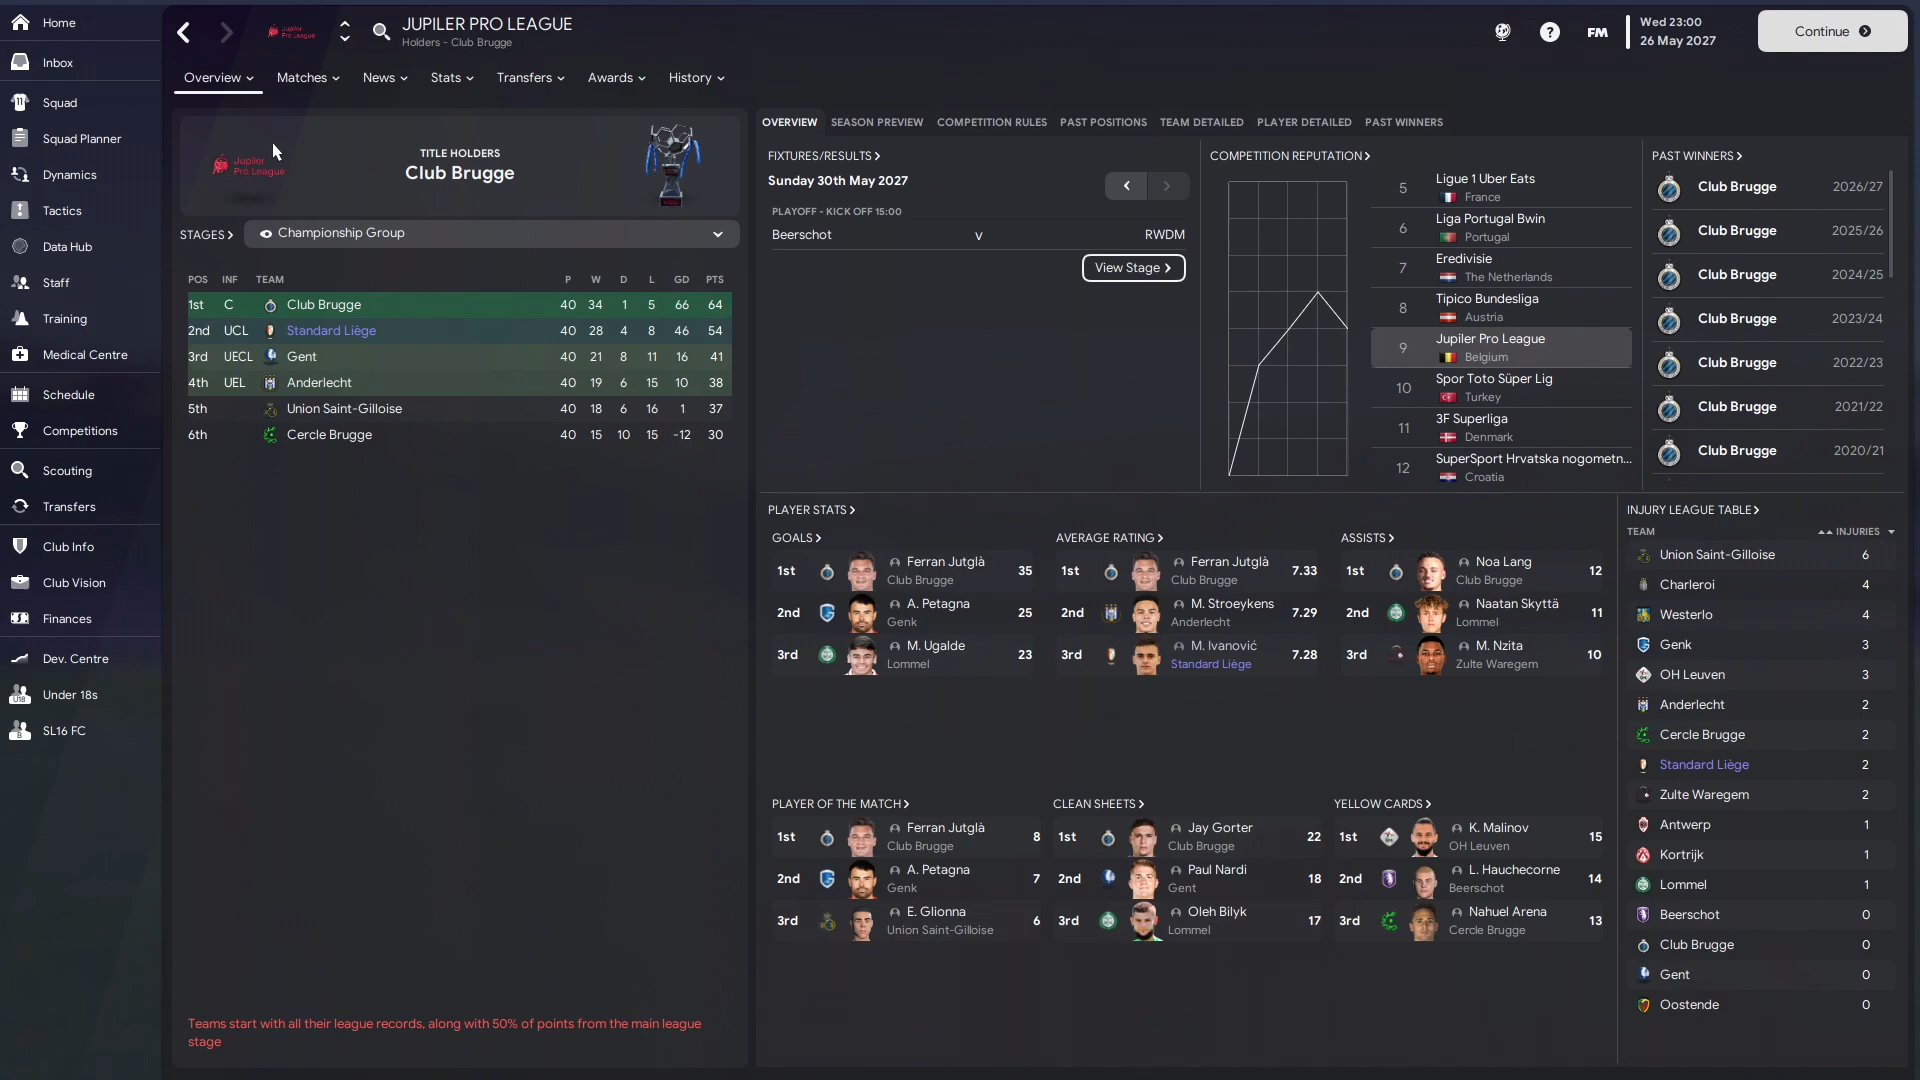 Home
Inbox
Squad
Squad Planner
Dynamics
Tactics
Data Hub
Staff
Training
Medical Centre
Schedule
Competitions
Scouting
Transfers
Club Info
Club Vision
Finances
Dev. Centre
Under 18s
SL16 FC
Jupiler Pro League
JUPILER PRO LEAGUE
Holders - Club Brugge
FM
Wed 23:00
26 May 2027
Continue
Overview Matches News Stats Transfers Awards History
Jupiler Pro League
TITLE HOLDERS
Club Brugge
STAGES Championship Group
POS INF TEAM P W D L GD PTS
1st C Club Brugge 40 34 1 5 66 64
2nd UCL Standard Liège 40 28 4 8 46 54
3rd UECL Gent 40 21 8 11 16 41
4th UEL Anderlecht 40 19 6 15 10 38
5th Union Saint-Gilloise 40 18 6 16 1 37
6th Cercle Brugge 40 15 10 15 -12 30
Teams start with all their league records, along with 50% of points from the main league
stage
OVERVIEW SEASON PREVIEW COMPETITION RULES PAST POSITIONS TEAM DETAILED PLAYER DETAILED PAST WINNERS
FIXTURES/RESULTS
Sunday 30th May 2027
PLAYOFF - KICK OFF 15:00
Beerschot v RWDM
View Stage
COMPETITION REPUTATION
5 Ligue 1 Uber Eats
France
6 Liga Portugal Bwin
Portugal
7 Eredivisie
The Netherlands
8 Tipico Bundesliga
Austria
9 Jupiler Pro League
Belgium
10 Spor Toto Süper Lig
Turkey
11 3F Superliga
Denmark
12 SuperSport Hrvatska nogometn...
Croatia
PAST WINNERS
Club Brugge 2026/27
Club Brugge 2025/26
Club Brugge 2024/25
Club Brugge 2023/24
Club Brugge 2022/23
Club Brugge 2021/22
Club Brugge 2020/21
PLAYER STATS
GOALS
1st Ferran Jutglà 35
Club Brugge
2nd A. Petagna 25
Genk
3rd M. Ugalde 23
Lommel
AVERAGE RATING
1st Ferran Jutglà 7.33
Club Brugge
2nd M. Stroeykens 7.29
Anderlecht
3rd M. Ivanović 7.28
Standard Liège
ASSISTS
1st Noa Lang 12
Club Brugge
2nd Naatan Skyttä 11
Lommel
3rd M. Nzita 10
Zulte Waregem
PLAYER OF THE MATCH
1st Ferran Jutglà 8
Club Brugge
2nd A. Petagna 7
Genk
3rd E. Glionna 6
Union Saint-Gilloise
CLEAN SHEETS
1st Jay Gorter 22
Club Brugge
2nd Paul Nardi 18
Gent
3rd Oleh Bilyk 17
Lommel
YELLOW CARDS
1st K. Malinov 15
OH Leuven
2nd L. Hauchecorne 14
Beerschot
3rd Nahuel Arena 13
Cercle Brugge
INJURY LEAGUE TABLE
TEAM INJURIES
Union Saint-Gilloise 6
Charleroi 4
Westerlo 4
Genk 3
OH Leuven 3
Anderlecht 2
Cercle Brugge 2
Standard Liège 2
Zulte Waregem 2
Antwerp 1
Kortrijk 1
Lommel 1
Beerschot 0
Club Brugge 0
Gent 0
Oostende 0